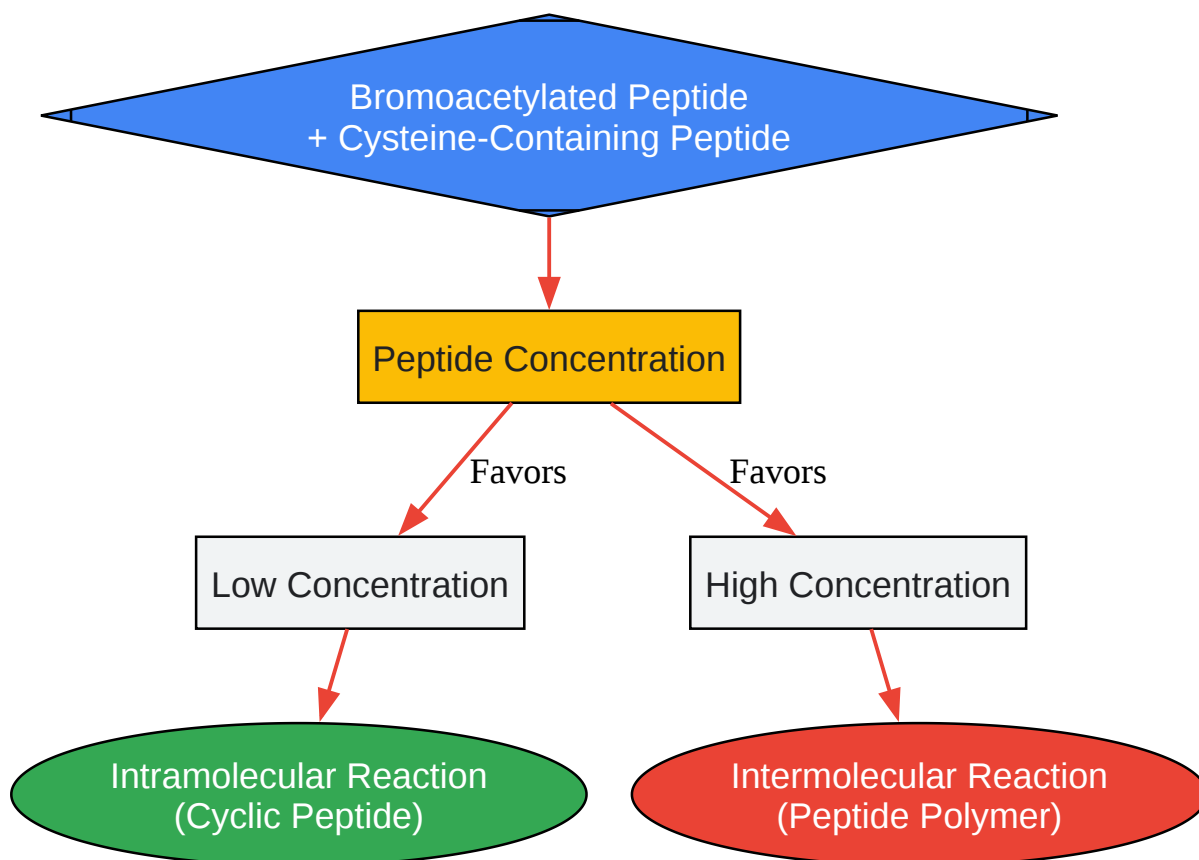 Bromoacetylated Peptide
+ Cysteine-Containing Peptide
Peptide Concentration
Favors
Favors
Low Concentration
High Concentration
Intramolecular Reaction
(Cyclic Peptide)
Intermolecular Reaction
(Peptide Polymer)